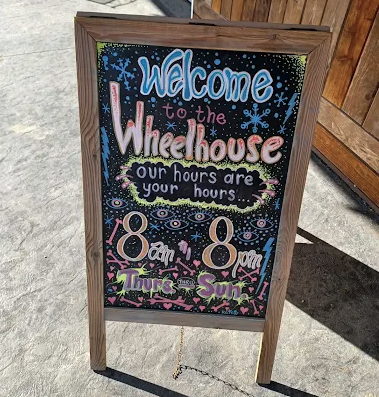 Welcome
to the
Wheelhouse
our hours are
your hours...
8am 8pm
Thurs Sun